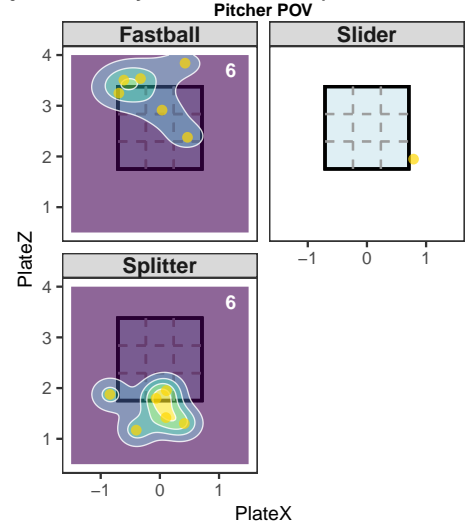 Pitcher POV
Fastball
Slider
4
3
2
1
6
PlateZ
−1 0 1
Splitter
4
3
2
1
6
−1 0 1
PlateX